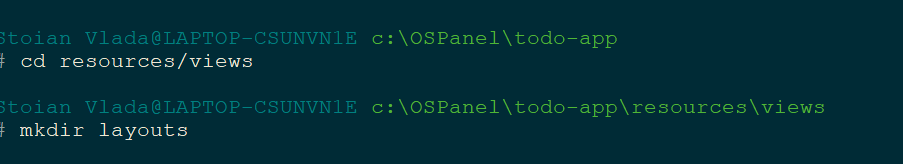 Stoian Vlada@LAPTOP-CSUNVN1E c:\OSPanel\todo-app
# cd resources/views
Stoian Vlada@LAPTOP-CSUNVN1E c:\OSPanel\todo-app\resources\views
# mkdir layouts